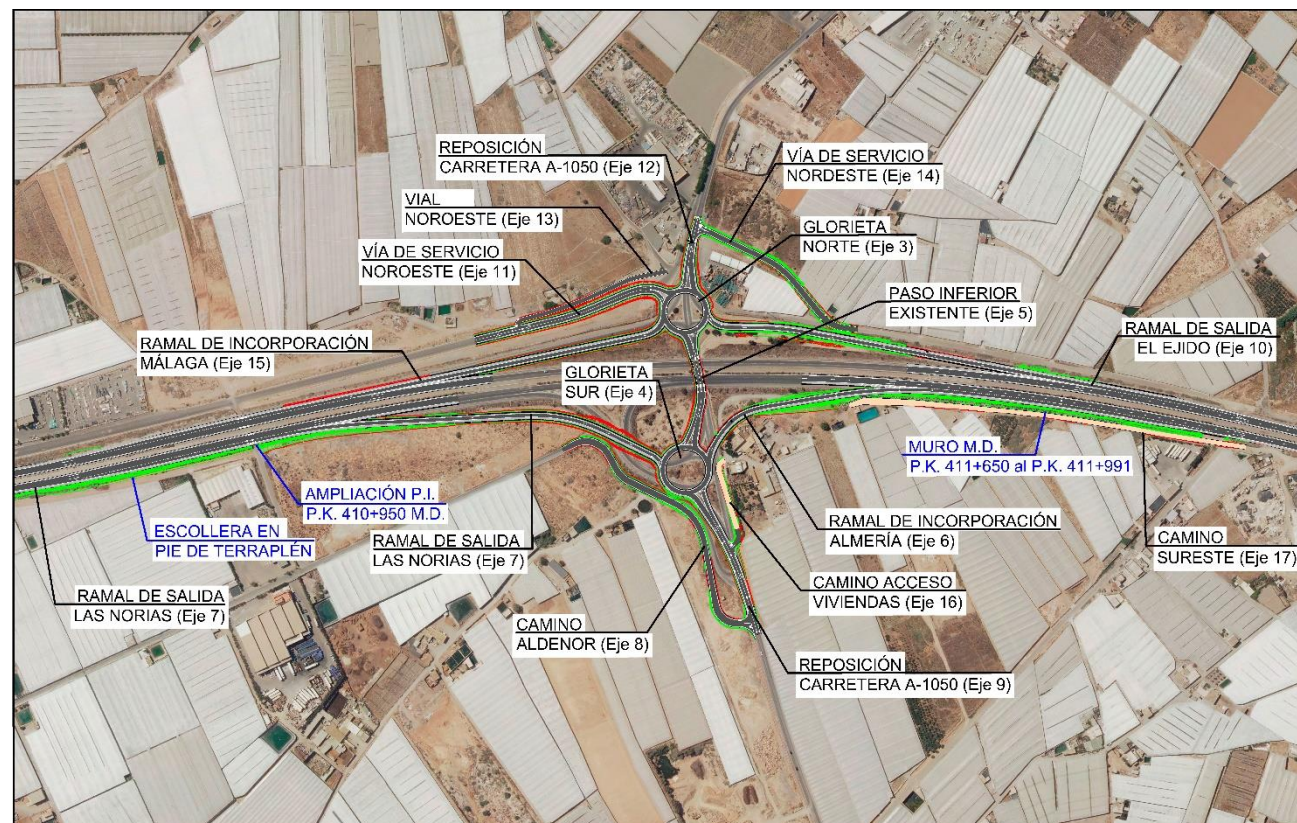 REPOSICIÓN
CARRETERA A-1050 (Eje 12)
VÍA DE SERVICIO
NORDESTE (Eje 14)
VIAL
NOROESTE (Eje 13)
GLORIETA
NORTE (Eje 3)
VÍA DE SERVICIO
NOROESTE (Eje 11)
PASO INFERIOR
EXISTENTE (Eje 5)
RAMAL DE INCORPORACIÓN
MÁLAGA (Eje 15)
RAMAL DE SALIDA
EL EJIDO (Eje 10)
GLORIETA
SUR (Eje 4)
MURO M.D.
P.K. 411+650 al P.K. 411+991
AMPLIACIÓN P.I.
P.K. 410+950 M.D.
RAMAL DE INCORPORACIÓN
ALMERÍA (Eje 6)
ESCOLLERA EN
PIE DE TERRAPLÉN
RAMAL DE SALIDA
LAS NORIAS (Eje 7)
CAMINO
SURESTE (Eje 17)
CAMINO ACCESO
VIVIENDAS (Eje 16)
RAMAL DE SALIDA
LAS NORIAS (Eje 7)
CAMINO
ALDENOR (Eje 8)
REPOSICIÓN
CARRETERA A-1050 (Eje 9)